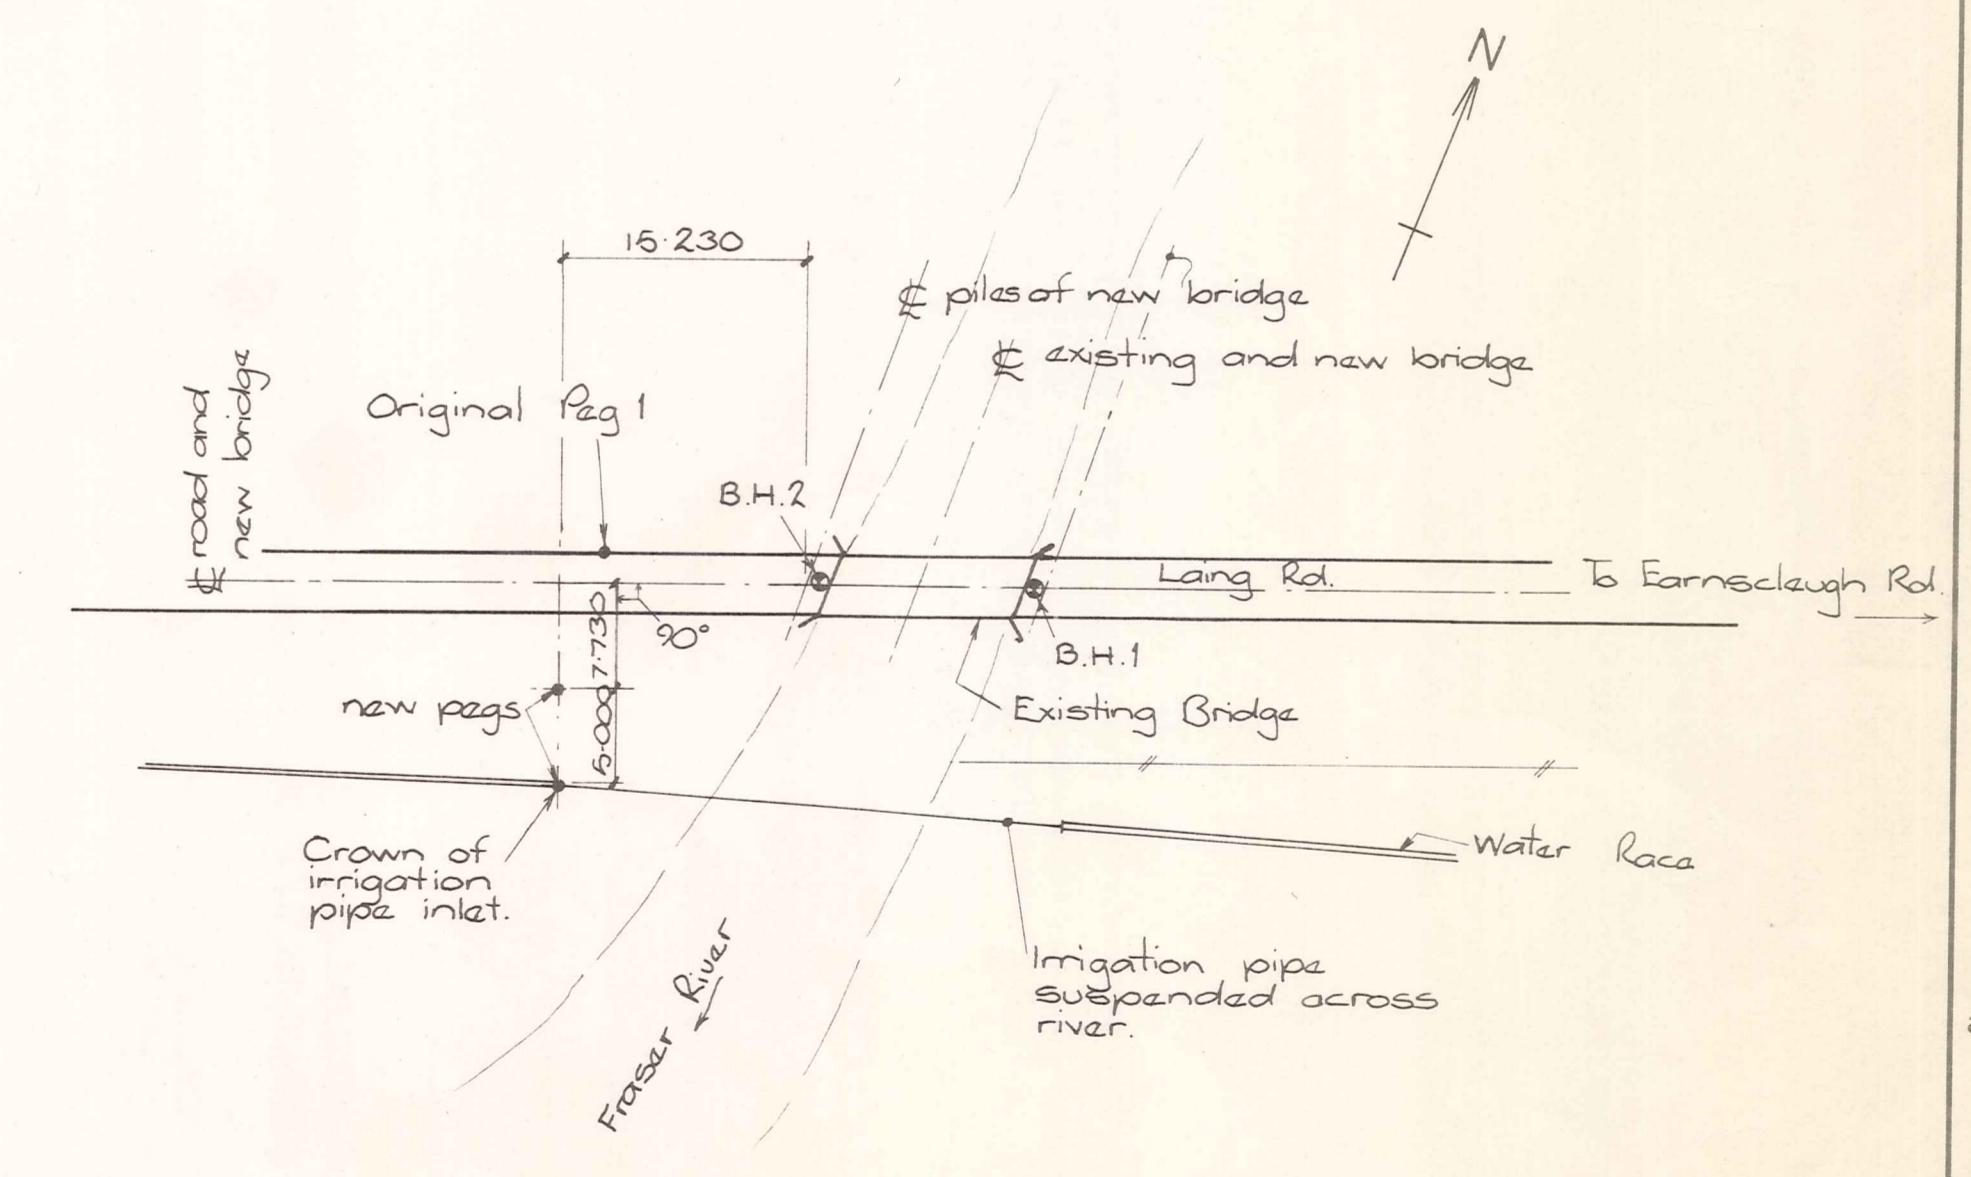 N
15·230
℄ piles of new bridge
℄ existing and new bridge
℄ road and
new bridge
Original Peg 1
B.H.2
Laing Rd.
To Earnscleugh Rd.
7·730
90°
B.H.1
new pegs
5·000
Existing Bridge
Crown of
irrigation
pipe inlet.
Water Race
Irrigation pipe
suspended across
river.
Fraser River